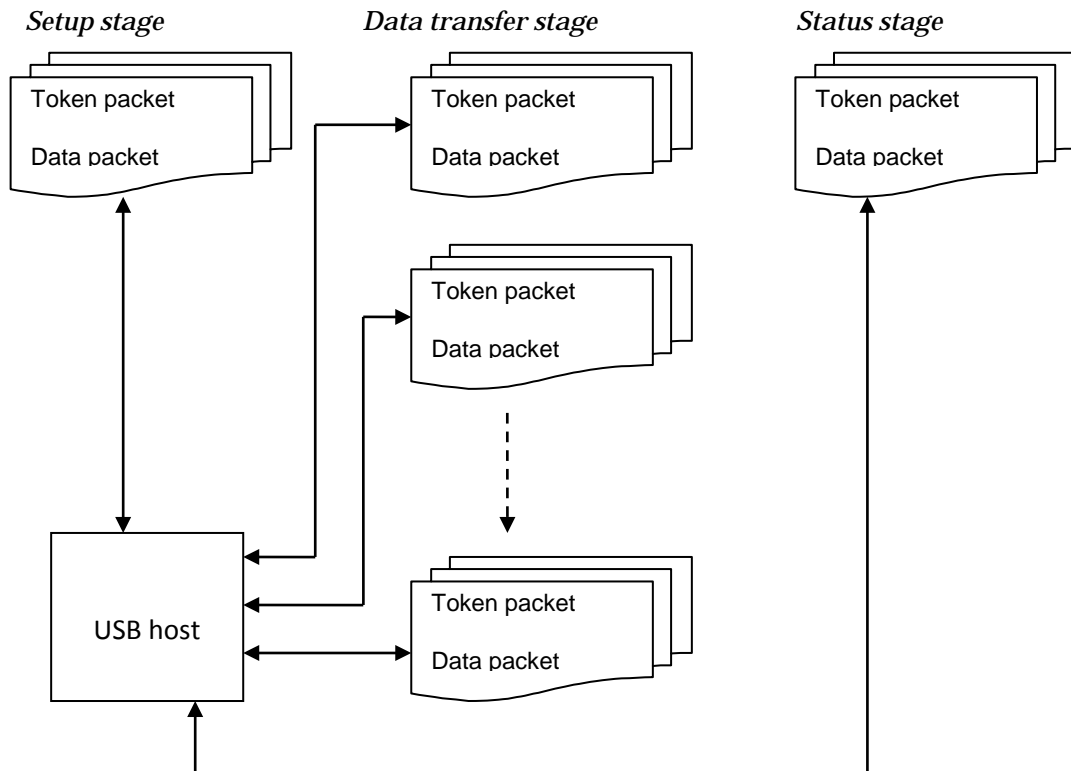 Setup stage
Data transfer stage
Status stage
Token packet
Data packet
Token packet
Data packet
Token packet
Data packet
Token packet
Data packet
Token packet
Data packet
USB host